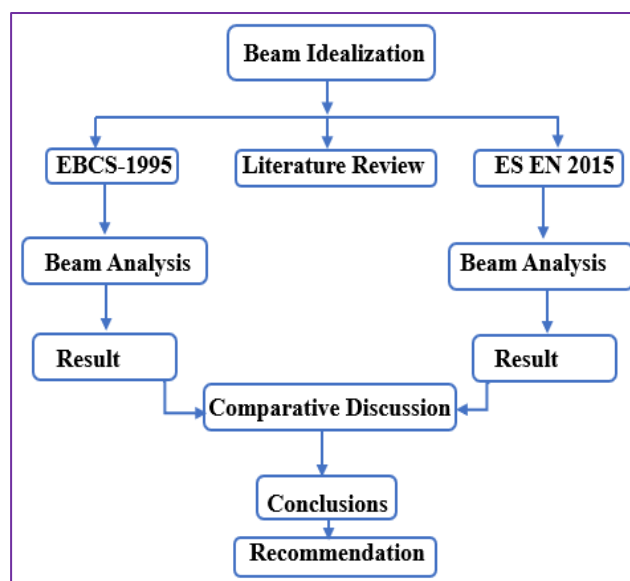 Beam Idealization
EBCS-1995
Literature Review
ES EN 2015
Beam Analysis
Beam Analysis
Result
Result
Comparative Discussion
Conclusions
Recommendation